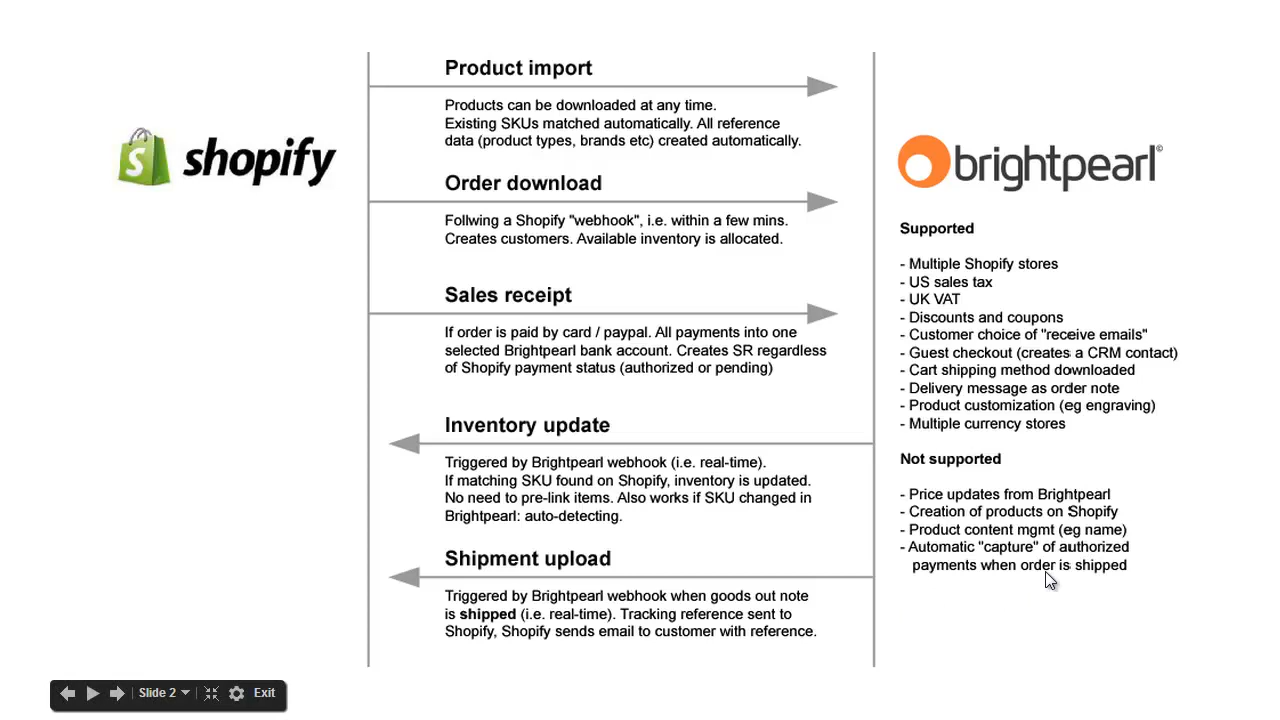 Product import
Products can be downloaded at any time.
Existing SKUs matched automatically. All reference
data (product types, brands etc) created automatically.
shopify
brightpearl
Order download
Follwing a Shopify "webhook", i.e. within a few mins.
Creates customers. Available inventory is allocated.
Sales receipt
If order is paid by card / paypal. All payments into one
selected Brightpearl bank account. Creates SR regardless
of Shopify payment status (authorized or pending)
Inventory update
Triggered by Brightpearl webhook (i.e. real-time).
If matching SKU found on Shopify, inventory is updated.
No need to pre-link items. Also works if SKU changed in
Brightpearl: auto-detecting.
Shipment upload
Triggered by Brightpearl webhook when goods out note
is shipped (i.e. real-time). Tracking reference sent to
Shopify, Shopify sends email to customer with reference.
Supported
- Multiple Shopify stores
- US sales tax
- UK VAT
- Discounts and coupons
- Customer choice of "receive emails"
- Guest checkout (creates a CRM contact)
- Cart shipping method downloaded
- Delivery message as order note
- Product customization (eg engraving)
- Multiple currency stores
Not supported
- Price updates from Brightpearl
- Creation of products on Shopify
- Product content mgmt (eg name)
- Automatic "capture" of authorized
payments when order is shipped
Slide 2
Exit